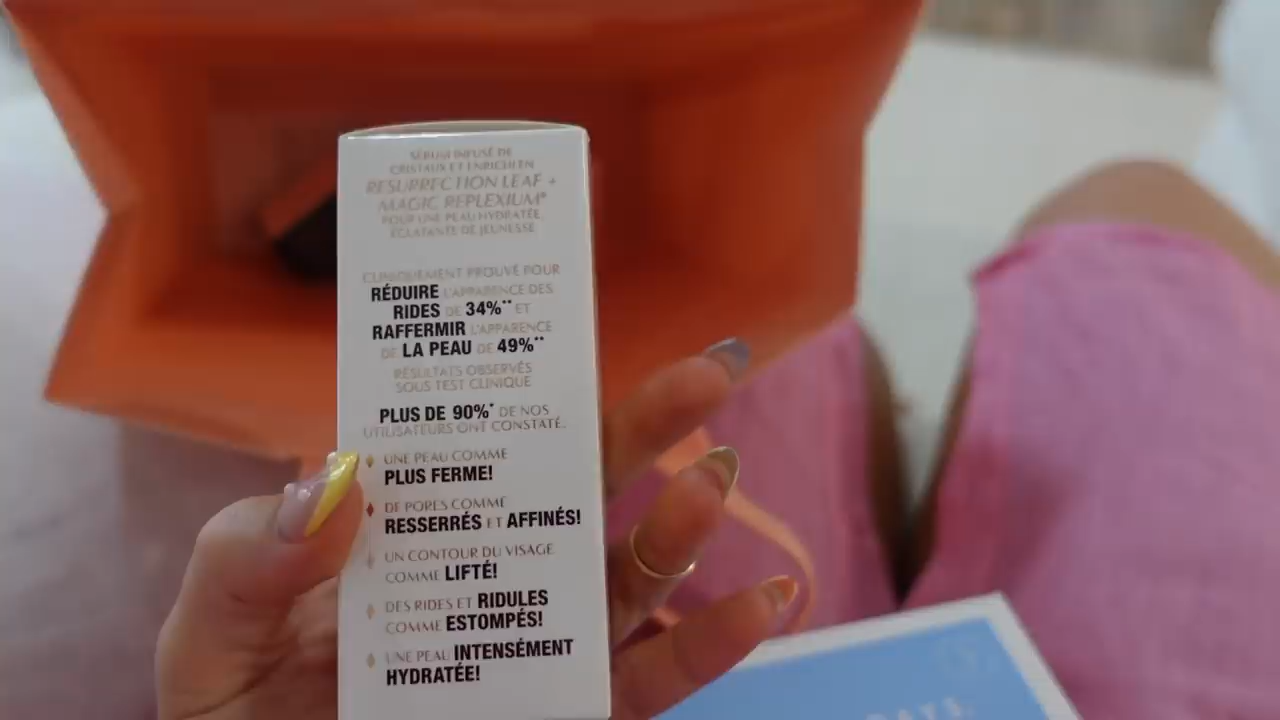 SÉRUM INFUSÉ DE
CRISTAUX ET ENRICHI EN
RESURRECTION LEAF +
MAGIC REPLEXIUM®
POUR UNE PEAU HYDRATÉE
ÉCLATANTE DE JEUNESSE
CLINIQUEMENT PROUVÉ POUR
RÉDUIRE L'APPARENCE DES
RIDES DE 34%** ET
RAFFERMIR L'APPARENCE
DE LA PEAU DE 49%**
RÉSULTATS OBSERVÉS
SOUS TEST CLINIQUE
PLUS DE 90%* DE NOS
UTILISATEURS ONT CONSTATÉ:
UNE PEAU COMME
PLUS FERME!
DE PORES COMME
RESSERRÉS ET AFFINÉS!
UN CONTOUR DU VISAGE
COMME LIFTÉ!
DES RIDES ET RIDULES
COMME ESTOMPÉS!
UNE PEAU INTENSÉMENT
HYDRATÉE!
DAYS